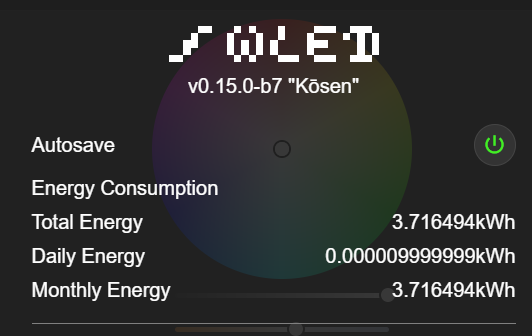 WLED
v0.15.0-b7 "Kōsen"
Autosave
Energy Consumption
Total Energy 3.716494kWh
Daily Energy 0.000009999999kWh
Monthly Energy 3.716494kWh